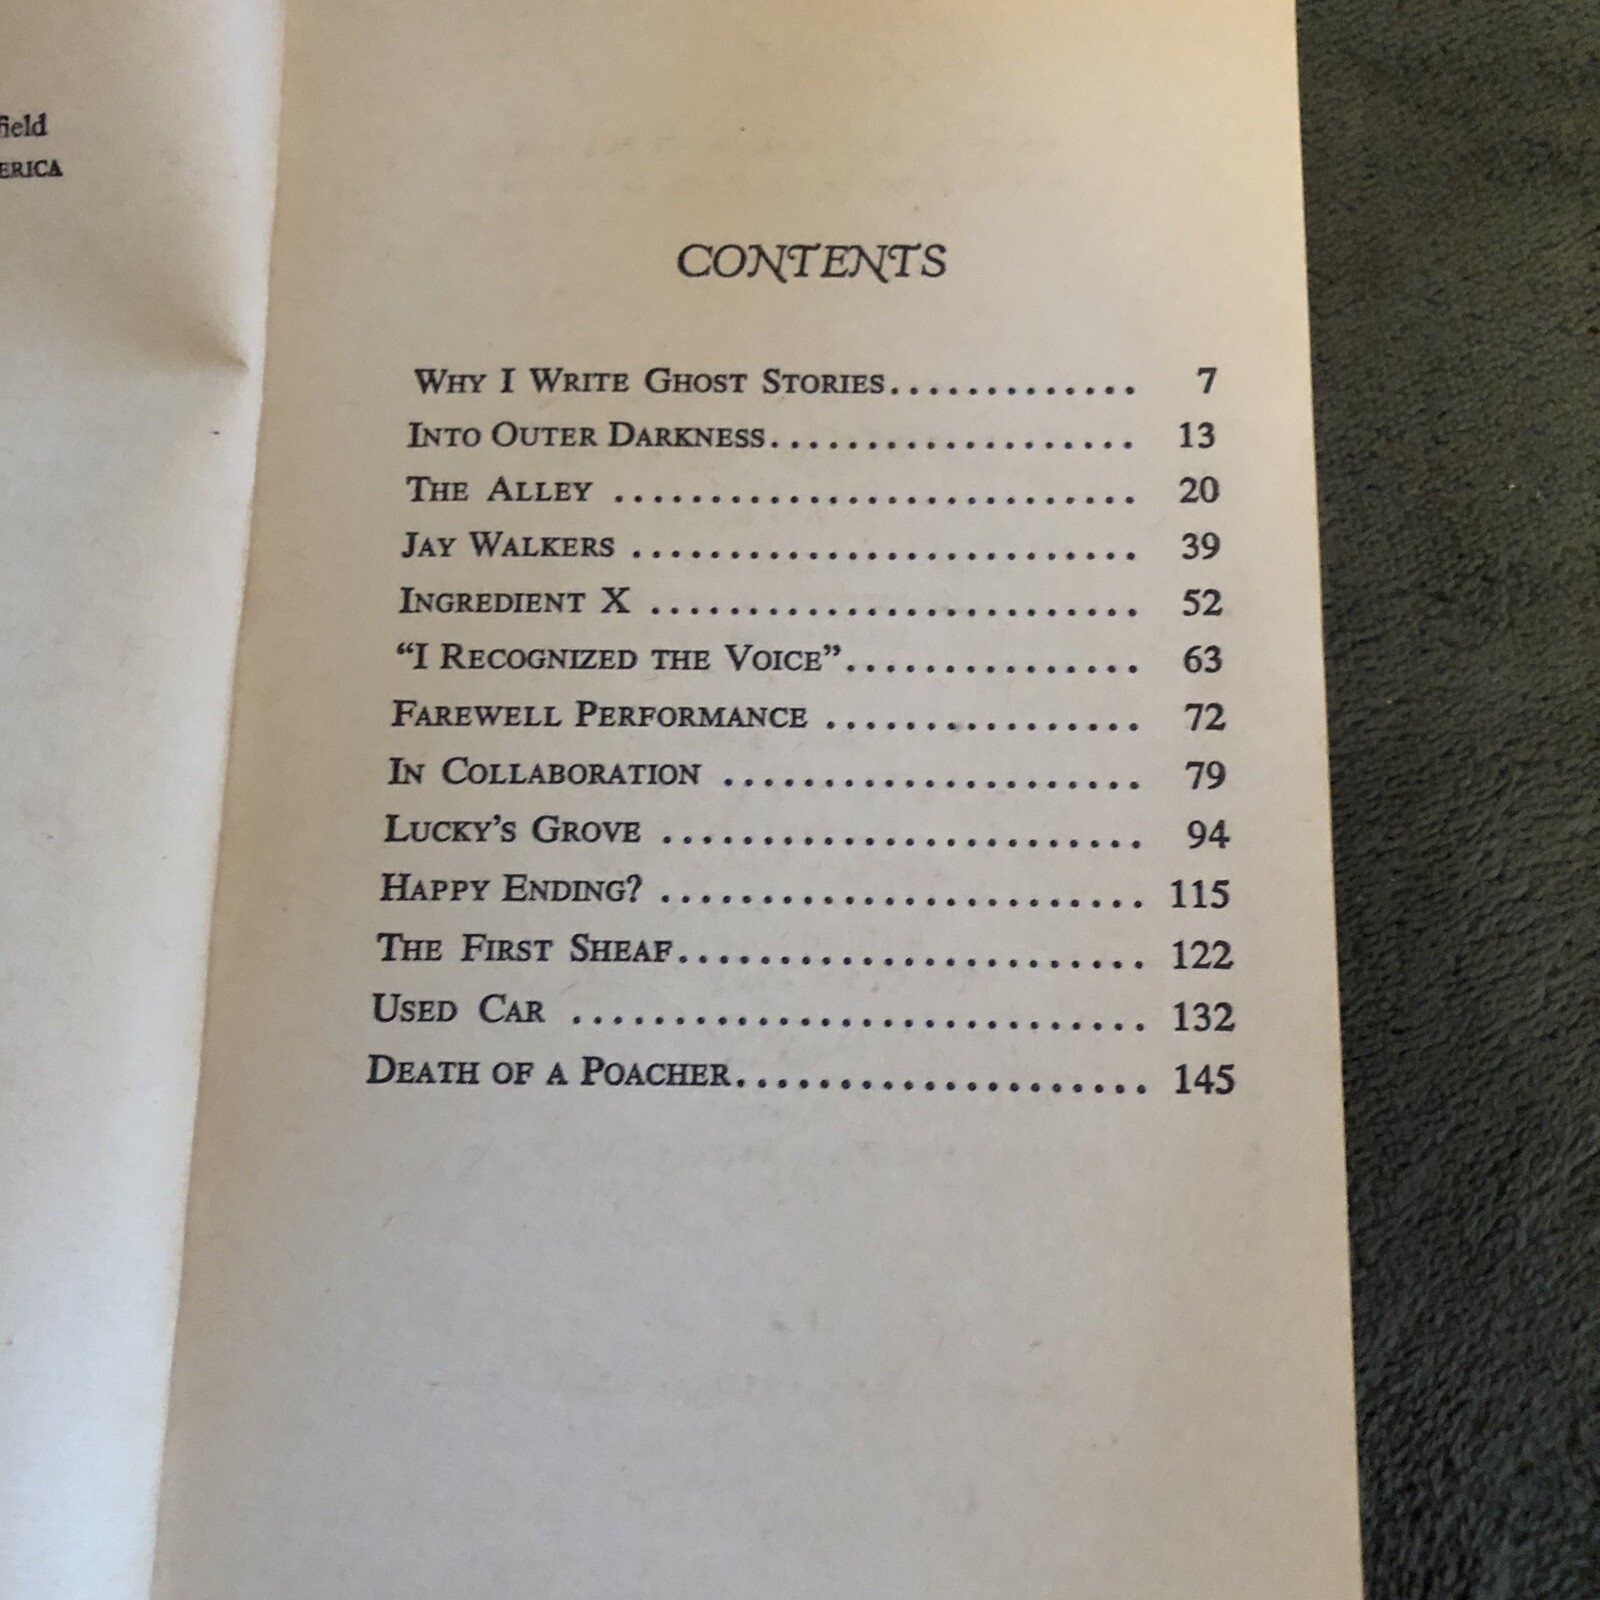 field
ERICA
CONTENTS
WHY I WRITE GHOST STORIES............. 7
INTO OUTER DARKNESS................... 13
THE ALLEY ........................... 20
JAY WALKERS .......................... 39
INGREDIENT X ......................... 52
“I RECOGNIZED THE VOICE”............... 63
FAREWELL PERFORMANCE ................ 72
IN COLLABORATION ..................... 79
LUCKY’S GROVE ........................ 94
HAPPY ENDING? ........................ 115
THE FIRST SHEAF....................... 122
USED CAR ............................ 132
DEATH OF A POACHER.................... 145